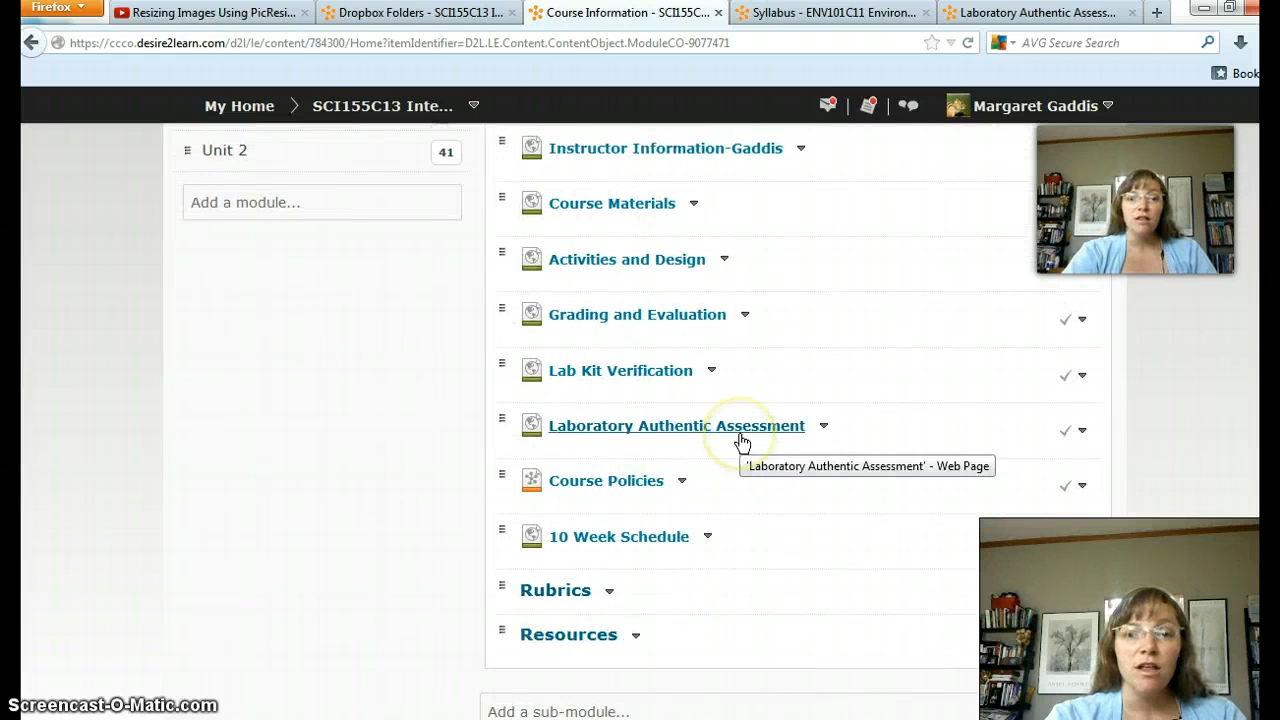 Firefox
Resizing Images Using PicResi...
Dropbox Folders - SCI155C13 I...
Course Information - SCI155C...
Syllabus - ENV101C11 Environ...
Laboratory Authentic Assess...
https://ccco.desire2learn.com/d2l/le/content/784300/Home?itemIdentifier=D2L.LE.Content.ContentObject.ModuleCO-9077471
AVG Secure Search
Book
My Home
SCI155C13 Inte...
Margaret Gaddis
Unit 2
41
Add a module...
Instructor Information-Gaddis
Course Materials
Activities and Design
Grading and Evaluation
Lab Kit Verification
Laboratory Authentic Assessment
'Laboratory Authentic Assessment' - Web Page
Course Policies
10 Week Schedule
Rubrics
Resources
Add a sub-module...
Screencast-O-Matic.com